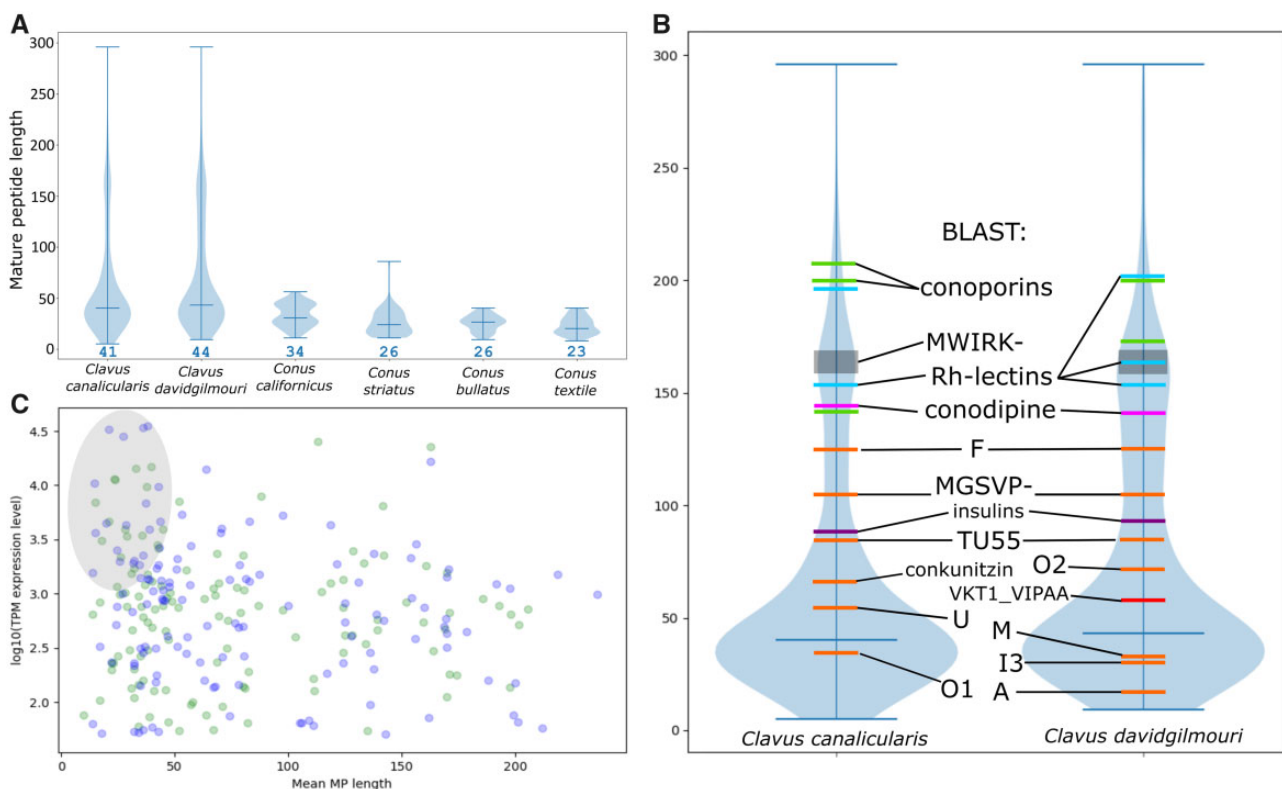 A
Mature peptide length
300
250
200
150
100
50
0
41
44
34
26
26
23
Clavus canalicularis
Clavus davidgilmouri
Conus californicus
Conus striatus
Conus bullatus
Conus textile
B
300
250
200
150
100
50
0
BLAST:
conoporins
MWIRK-
Rh-lectins
conodipine
F
MGSVP-
insulins
TU55
conkunitzin
O2
VKT1_VIPAA
U
M
I3
O1
A
Clavus canalicularis
Clavus davidgilmouri
C
log10(TPM expression level)
4.5
4.0
3.5
3.0
2.5
2.0
0
50
100
150
200
Mean MP length